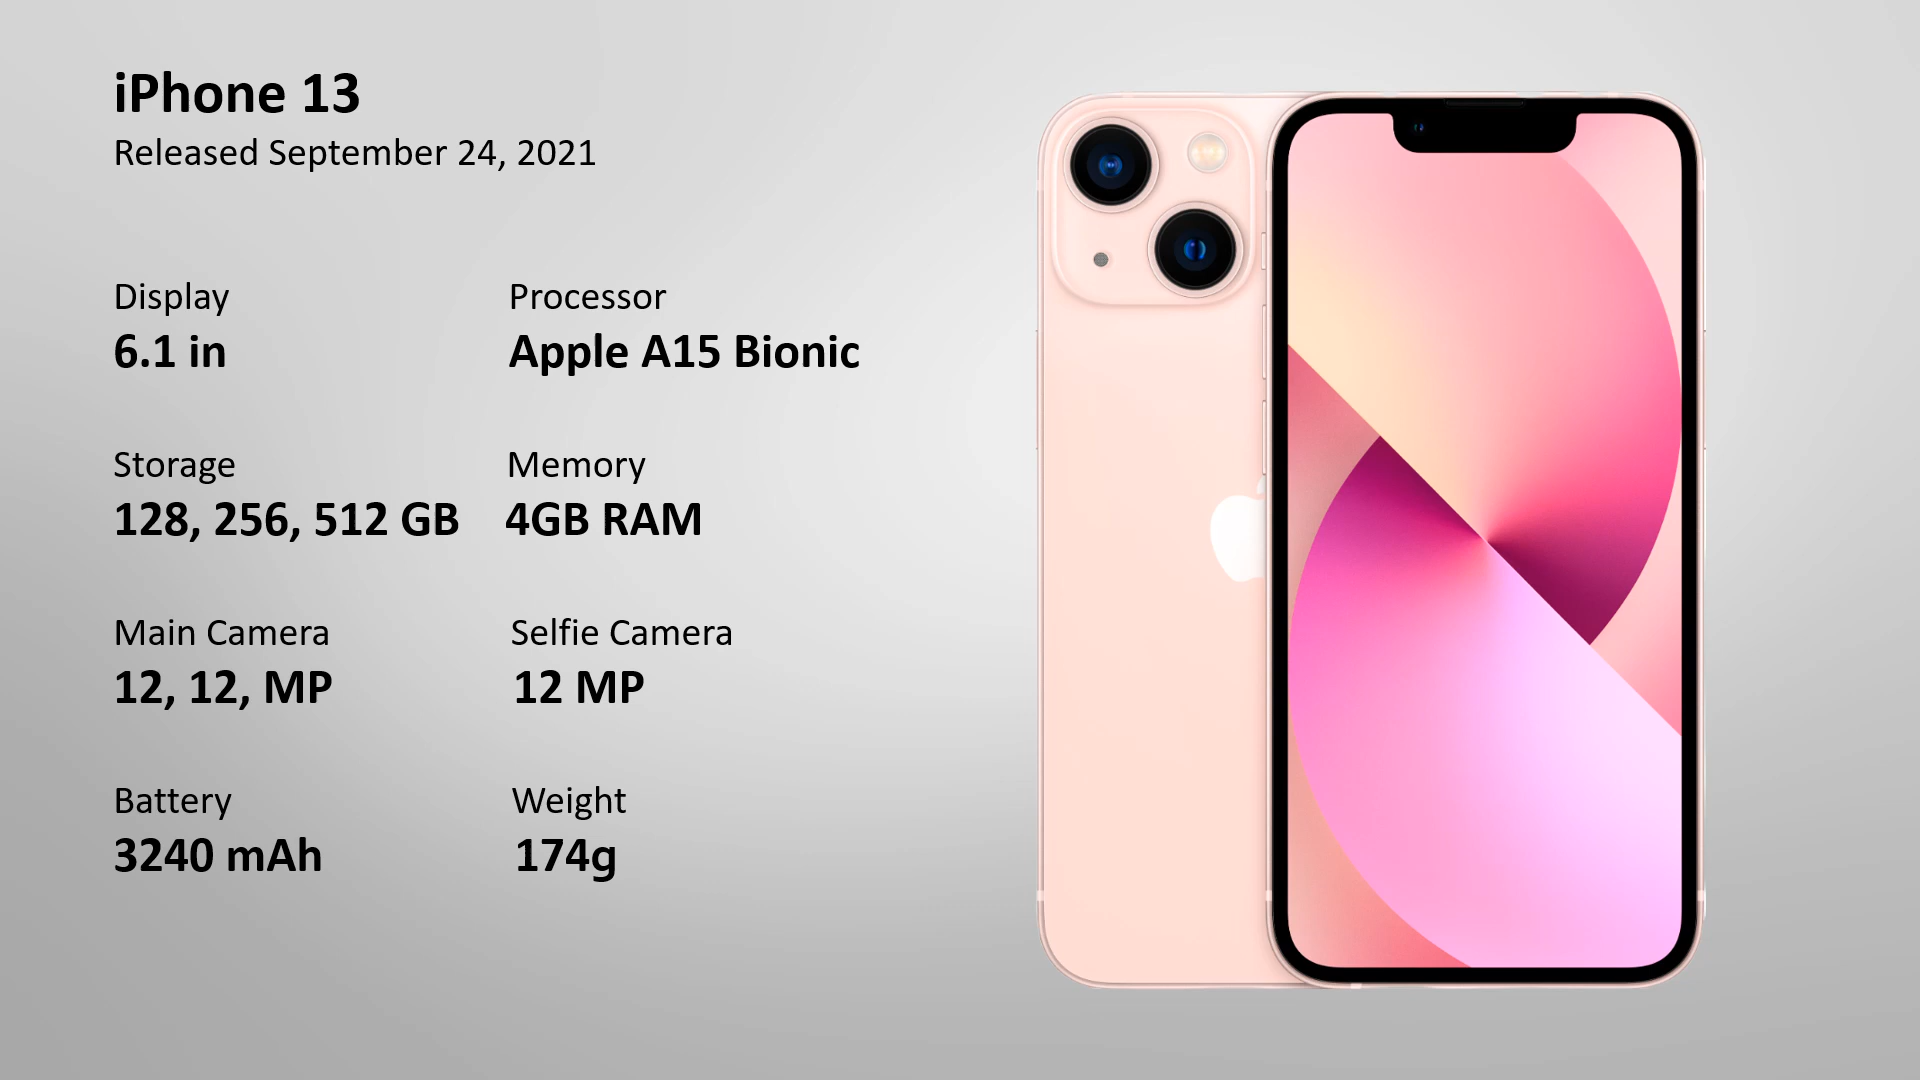 iPhone 13
Released September 24, 2021
Display
6.1 in
Processor
Apple A15 Bionic
Storage
128, 256, 512 GB
Memory
4GB RAM
Main Camera
12, 12, MP
Selfie Camera
12 MP
Battery
3240 mAh
Weight
174g